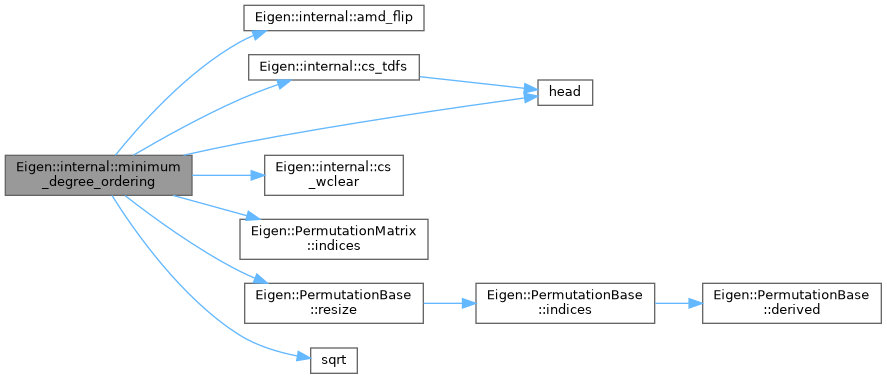 Eigen::internal::amd_flip
Eigen::internal::cs_tdfs
head
Eigen::internal::minimum
_degree_ordering
Eigen::internal::cs
_wclear
Eigen::PermutationMatrix
::indices
Eigen::PermutationBase
::resize
Eigen::PermutationBase
::indices
Eigen::PermutationBase
::derived
sqrt